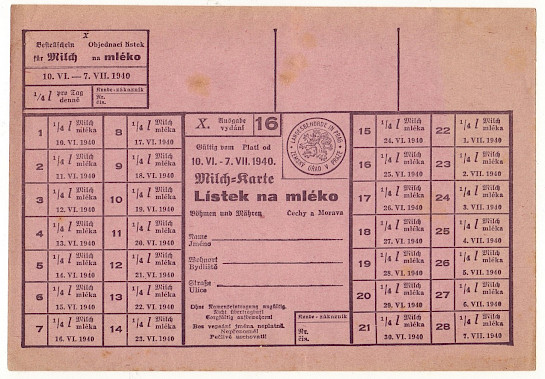 X
Bestellschein Objednací lístek
für Milch na mléko
10. VI. — 7. VII. 1940
1/4 l pro Tag
denně
Kunde - zákazník
Nr.
čís.
X. Ausgabe
vydání
16
LANDESBEHÖRDE IN PRAG
ZEMSKÝ ÚŘAD V PRAZE
Gültig vom Platí od
10. VI. - 7. VII. 1940.
Milch-Karte
Lístek na mléko
Böhmen und Mähren Čechy a Morava
Name
Jméno
Wohnort
Bydliště
Straße
Ulice
Ohne Namenseintragung ungültig.
Nicht übertragbar!
Sorgfältig aufbewahren!
Bez vepsání jména neplatná.
Nepřenosné!
Pečlivě uschovati!
Kunde - zákazník
Nr.
čís.
1 1/4 l Milch mléka 10. VI. 1940
2 1/4 l Milch mléka 11. VI. 1940
3 1/4 l Milch mléka 12. VI. 1940
4 1/4 l Milch mléka 13. VI. 1940
5 1/4 l Milch mléka 14. VI. 1940
6 1/4 l Milch mléka 15. VI. 1940
7 1/4 l Milch mléka 16. VI. 1940
8 1/4 l Milch mléka 17. VI. 1940
9 1/4 l Milch mléka 18. VI. 1940
10 1/4 l Milch mléka 19. VI. 1940
11 1/4 l Milch mléka 20. VI. 1940
12 1/4 l Milch mléka 21. VI. 1940
13 1/4 l Milch mléka 22. VI. 1940
14 1/4 l Milch mléka 23. VI. 1940
15 1/4 l Milch mléka 24. VI. 1940
16 1/4 l Milch mléka 25. VI. 1940
17 1/4 l Milch mléka 26. VI. 1940
18 1/4 l Milch mléka 27. VI. 1940
19 1/4 l Milch mléka 28. VI. 1940
20 1/4 l Milch mléka 29. VI. 1940
21 1/4 l Milch mléka 30. VI. 1940
22 1/4 l Milch mléka 1. VII. 1940
23 1/4 l Milch mléka 2. VII. 1940
24 1/4 l Milch mléka 3. VII. 1940
25 1/4 l Milch mléka 4. VII. 1940
26 1/4 l Milch mléka 5. VII. 1940
27 1/4 l Milch mléka 6. VII. 1940
28 1/4 l Milch mléka 7. VII. 1940